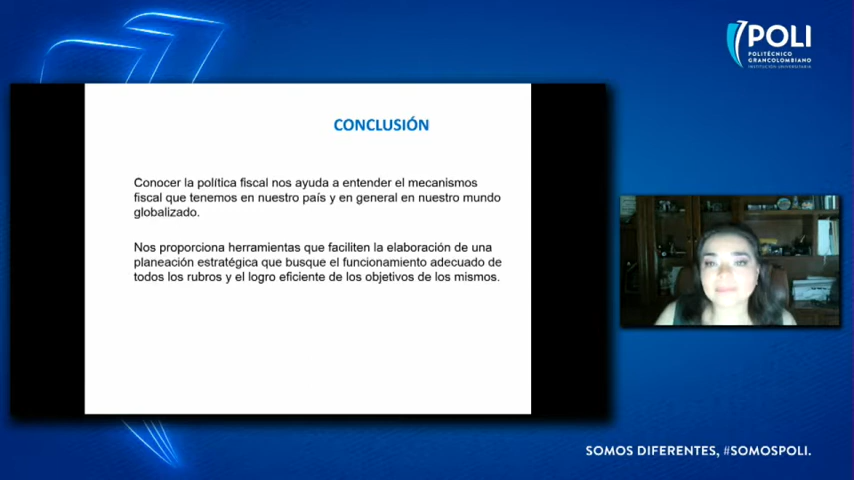 POLI
POLITÉCNICO
GRANCOLOMBIANO
INSTITUCIÓN UNIVERSITARIA
CONCLUSIÓN
Conocer la política fiscal nos ayuda a entender el mecanismos
fiscal que tenemos en nuestro país y en general en nuestro mundo
globalizado.
Nos proporciona herramientas que faciliten la elaboración de una
planeación estratégica que busque el funcionamiento adecuado de
todos los rubros y el logro eficiente de los objetivos de los mismos.
SOMOS DIFERENTES, #SOMOSPOLI.